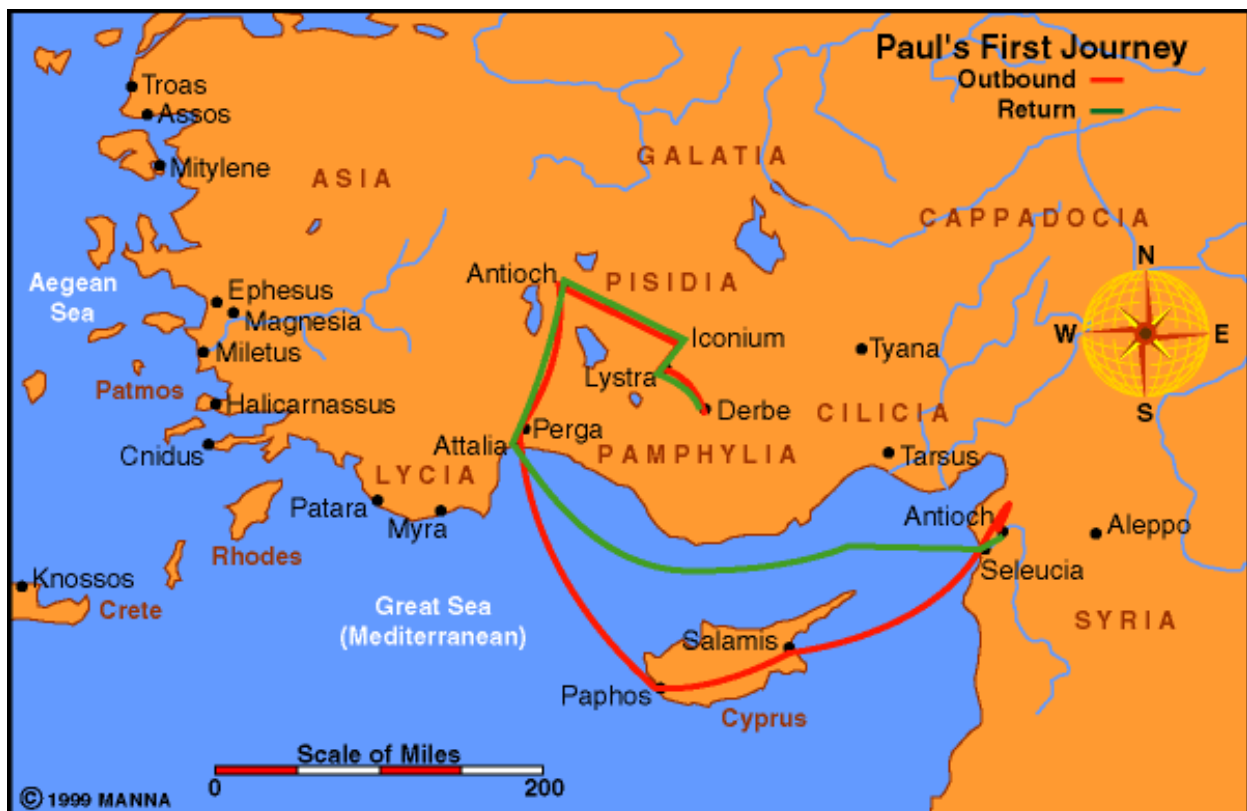 Paul's First Journey
Outbound
Return
Troas
Assos
Mitylene
ASIA
GALATIA
CAPPADOCIA
N
Aegean
Sea
Antioch
PISIDIA
Ephesus
Magnesia
Iconium
W
E
Miletus
Tyana
Patmos
Lystra
Halicarnassus
Derbe
CILICIA
S
Cnidus
Attalia
Perga
PAMPHYLIA
Tarsus
LYCIA
Patara
Myra
Antioch
Aleppo
Rhodes
Seleucia
Knossos
Crete
Great Sea
(Mediterranean)
SYRIA
Salamis
Paphos
Cyprus
Scale of Miles
0 200
© 1999 MANNA